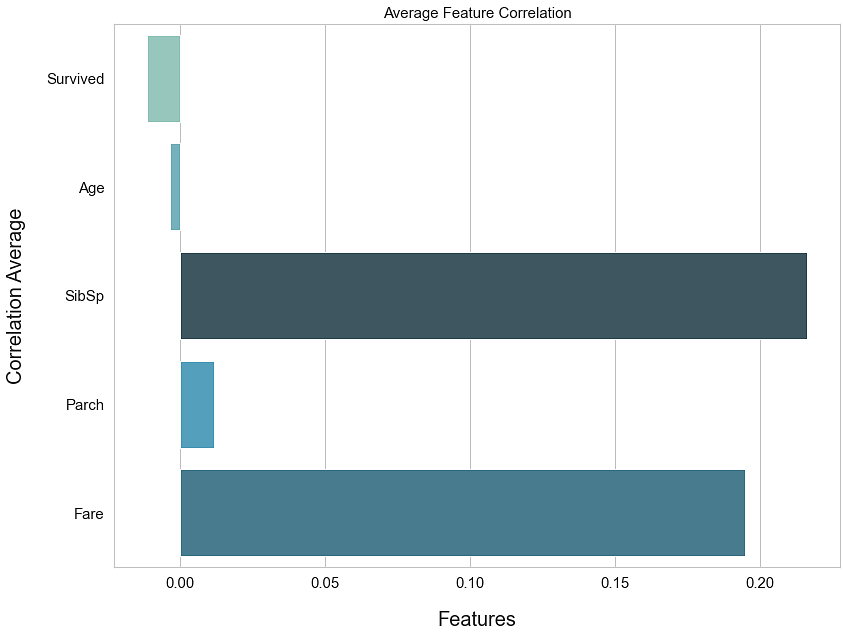 Average Feature Correlation
Survived
Age
SibSp
Parch
Fare
Correlation Average
0.00 0.05 0.10 0.15 0.20
Features